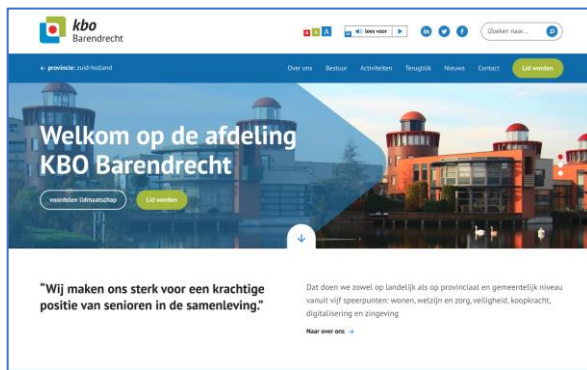 kbo
Barendrecht
A A A
lees voor
in
f
(Zoeken naar...
← provincie: zuid-holland
Over ons Bestuur Activiteiten Terugblik Nieuws Contact Lid worden
Welkom op de afdeling
KBO Barendrecht
voordelen lidmaatschap Lid worden
"Wij maken ons sterk voor een krachtige
positie van senioren in de samenleving."
Dat doen we zowel op landelijk als op provinciaal en gemeentelijk niveau
vanuit vijf speerpunten: wonen, welzijn en zorg, veiligheid, koopkracht,
digitalisering en zingeving
Naar over ons →